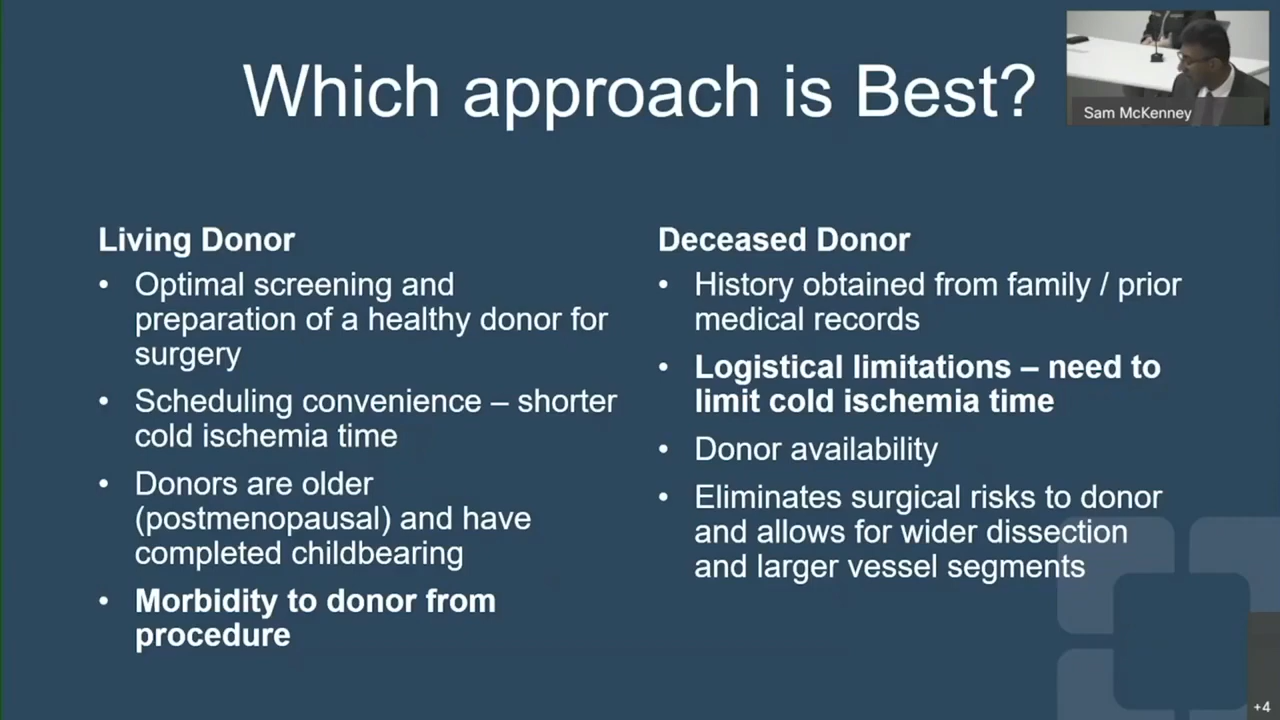 Which approach is Best?
Sam McKenney
Living Donor
• Optimal screening and
preparation of a healthy donor for
surgery
• Scheduling convenience – shorter
cold ischemia time
• Donors are older
(postmenopausal) and have
completed childbearing
• Morbidity to donor from
procedure
Deceased Donor
• History obtained from family / prior
medical records
• Logistical limitations – need to
limit cold ischemia time
• Donor availability
• Eliminates surgical risks to donor
and allows for wider dissection
and larger vessel segments
+4